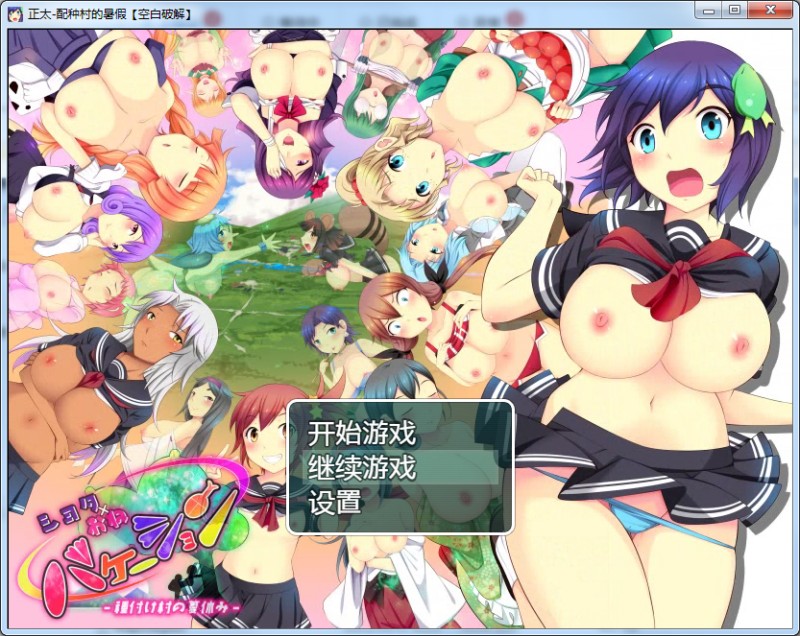 正太-配种村的暑假【空白破解】
开始游戏
继续游戏
设置
ショタ+おね
バケーション
-種付け村の夏休み-